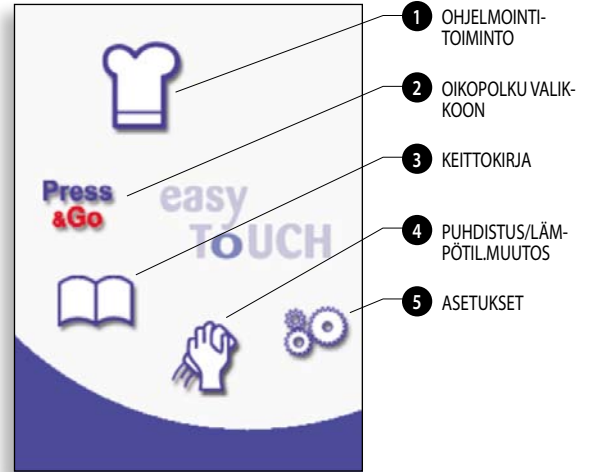 1 OHJELMOINTI-
TOIMINTO
2 OIKOPOLKU VALIK-
KOON
3 KEITTOKIRJA
4 PUHDISTUS/LÄM-
PÖTIL.MUUTOS
5 ASETUKSET
Press
&Go
easy
TOUCH